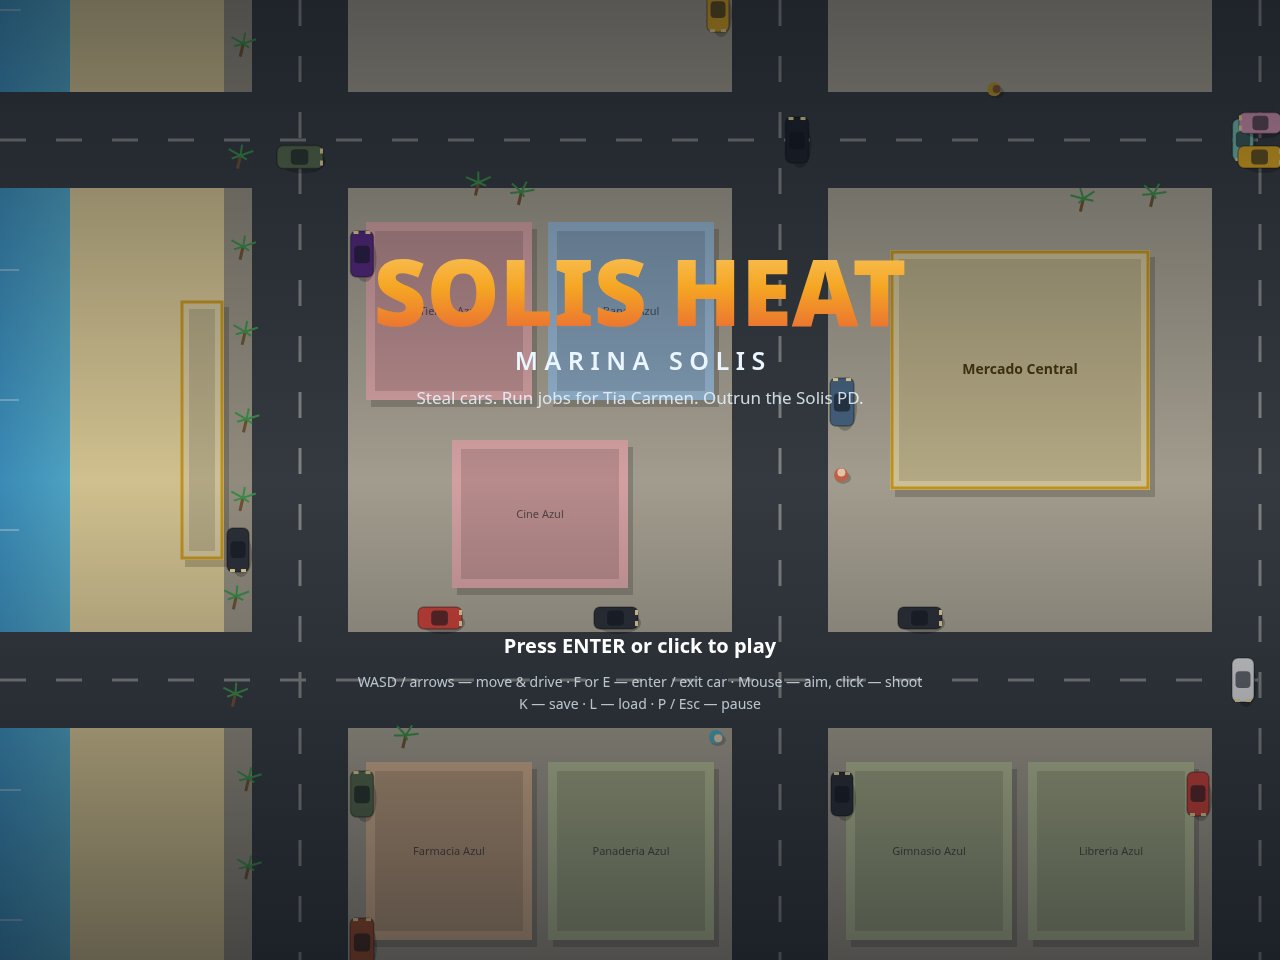 SOLIS HEAT
MARINA SOLIS
Steal cars. Run jobs for Tia Carmen. Outrun the Solis PD.
Mercado Central
Cine Azul
Press ENTER or click to play
WASD / arrows — move & drive · F or E — enter / exit car · Mouse — aim, click — shoot
K — save · L — load · P / Esc — pause
Farmacia Azul
Panaderia Azul
Gimnasio Azul
Libreria Azul